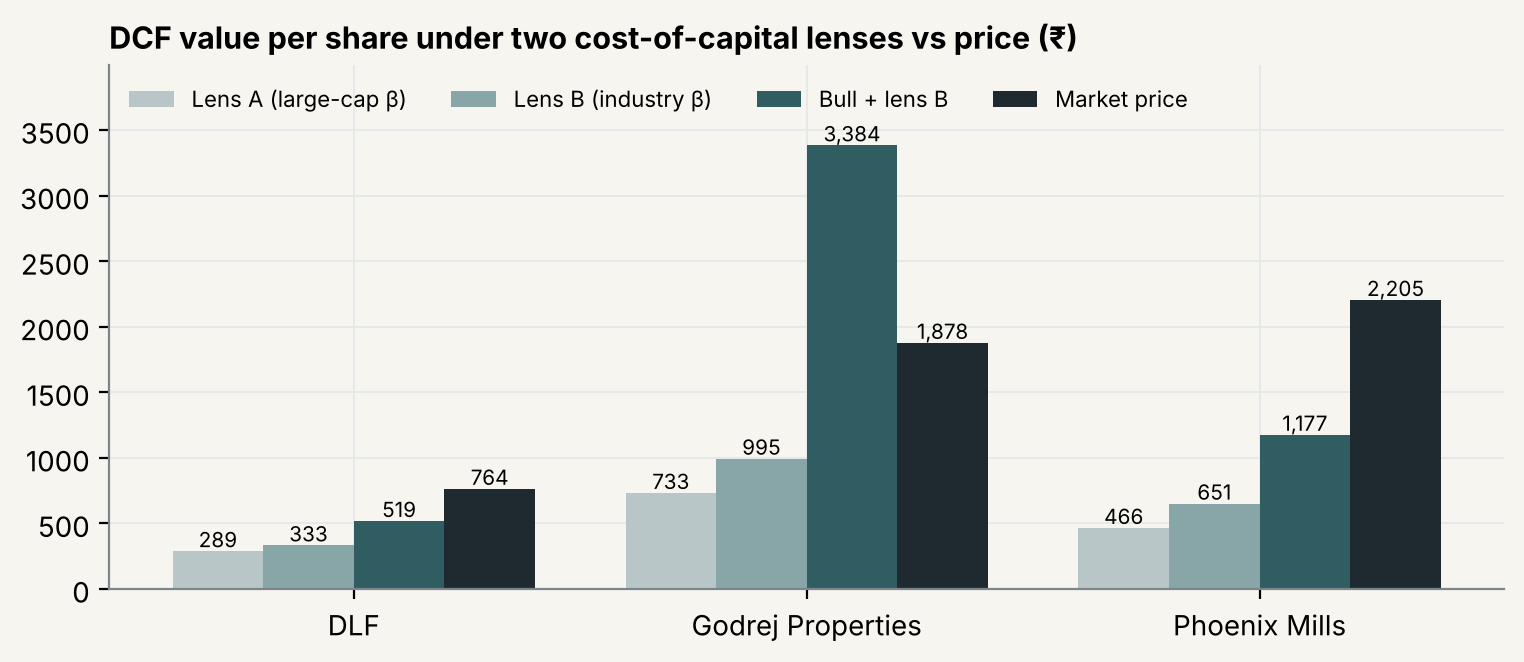 DCF value per share under two cost-of-capital lenses vs price (₹)
Lens A (large-cap β) Lens B (industry β) Bull + lens B Market price
3500
3000
2500
2000
1500
1000
500
0
289 333 519 764
733 995 3,384 1,878
466 651 1,177 2,205
DLF Godrej Properties Phoenix Mills